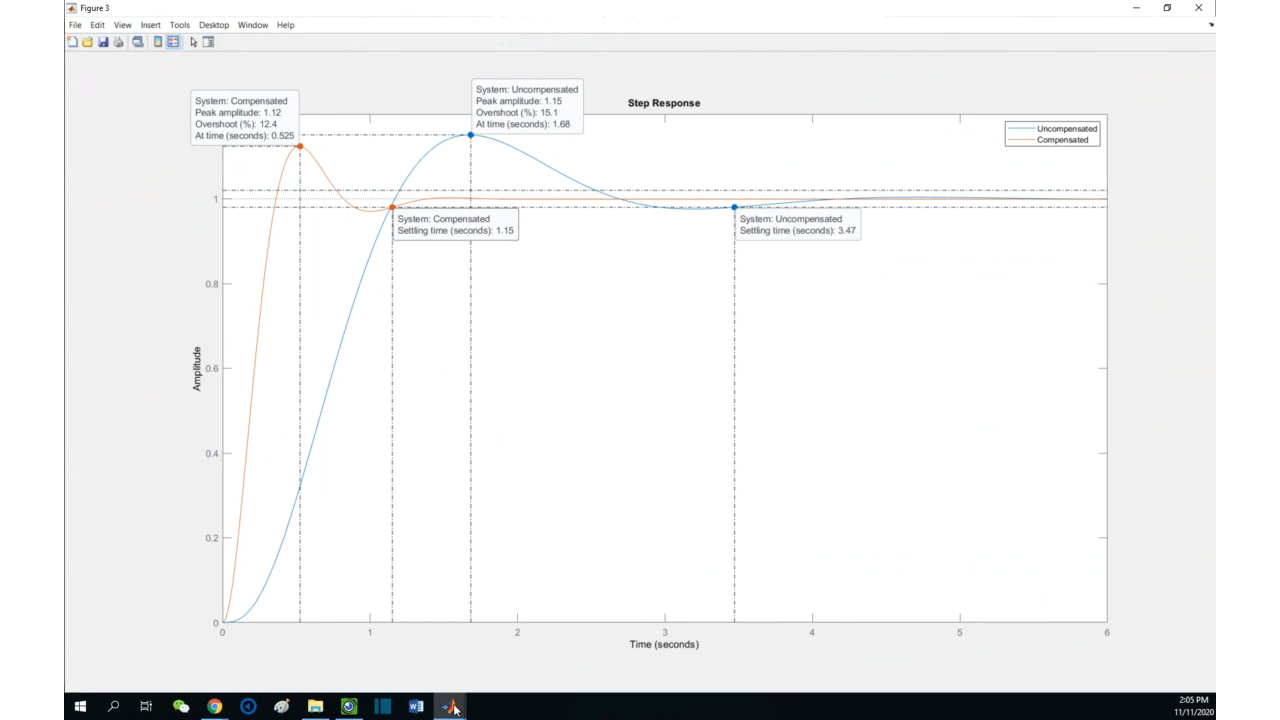 Figure 3
File Edit View Insert Tools Desktop Window Help
Step Response
System: Compensated
Peak amplitude: 1.12
Overshoot (%): 12.4
At time (seconds): 0.525
System: Uncompensated
Peak amplitude: 1.15
Overshoot (%): 15.1
At time (seconds): 1.68
Uncompensated
Compensated
System: Compensated
Settling time (seconds): 1.15
System: Uncompensated
Settling time (seconds): 3.47
Amplitude
1
0.8
0.6
0.4
0.2
0
0 1 2 3 4 5 6
Time (seconds)
2:05 PM
11/11/2020